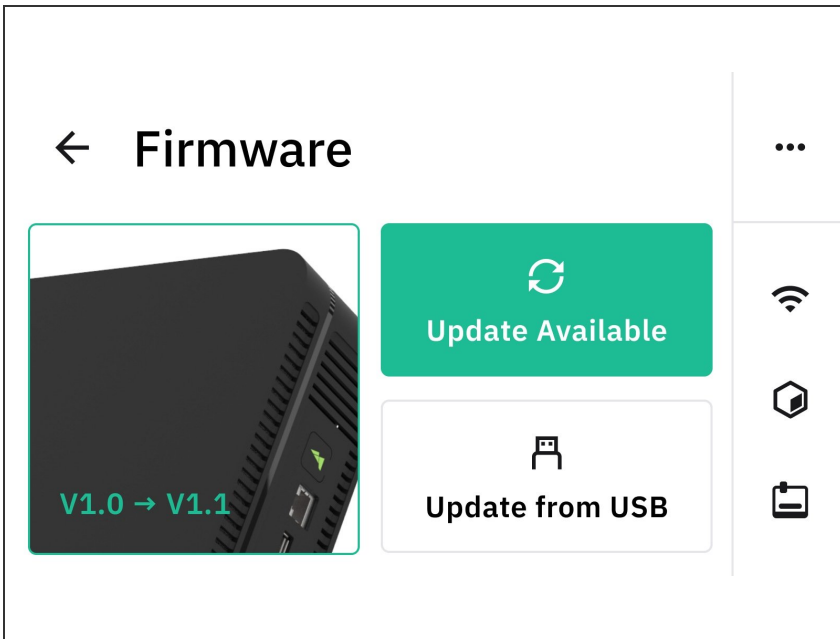 Firmware
Update Available
V1.0 → V1.1
Update from USB